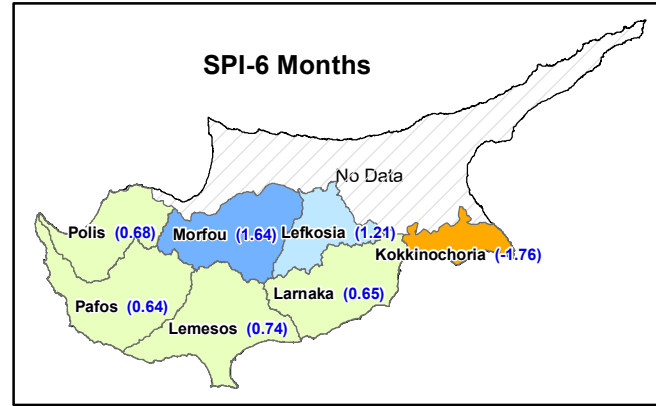 SPI-6 Months
No Data
Polis (0.68)
Morfou (1.64)
Lefkosia (1.21)
Kokkinochoria (-1.76)
Pafos (0.64)
Larnaka (0.65)
Lemesos (0.74)